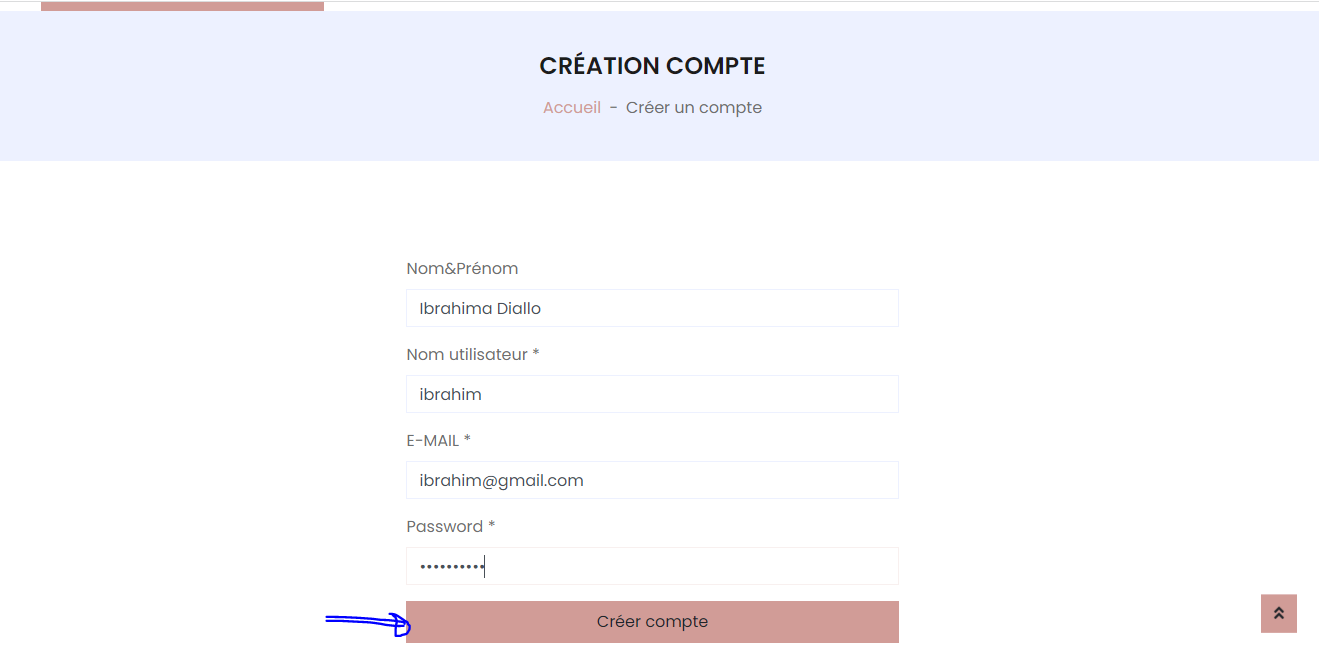 CRÉATION COMPTE
Accueil - Créer un compte
Nom&Prénom
Ibrahima Diallo
Nom utilisateur *
ibrahim
E-MAIL *
ibrahim@gmail.com
Password *
••••••••••
Créer compte